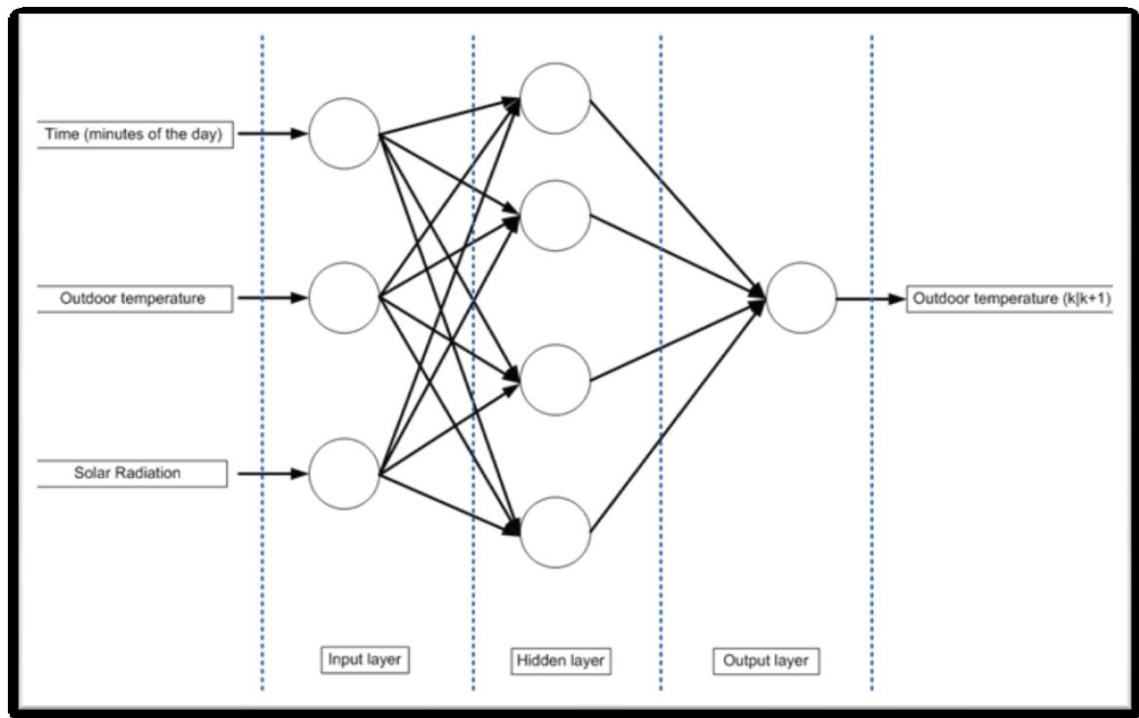 Time (minutes of the day)
Outdoor temperature
Outdoor temperature (k|k+1)
Solar Radiation
Input layer
Hidden layer
Output layer